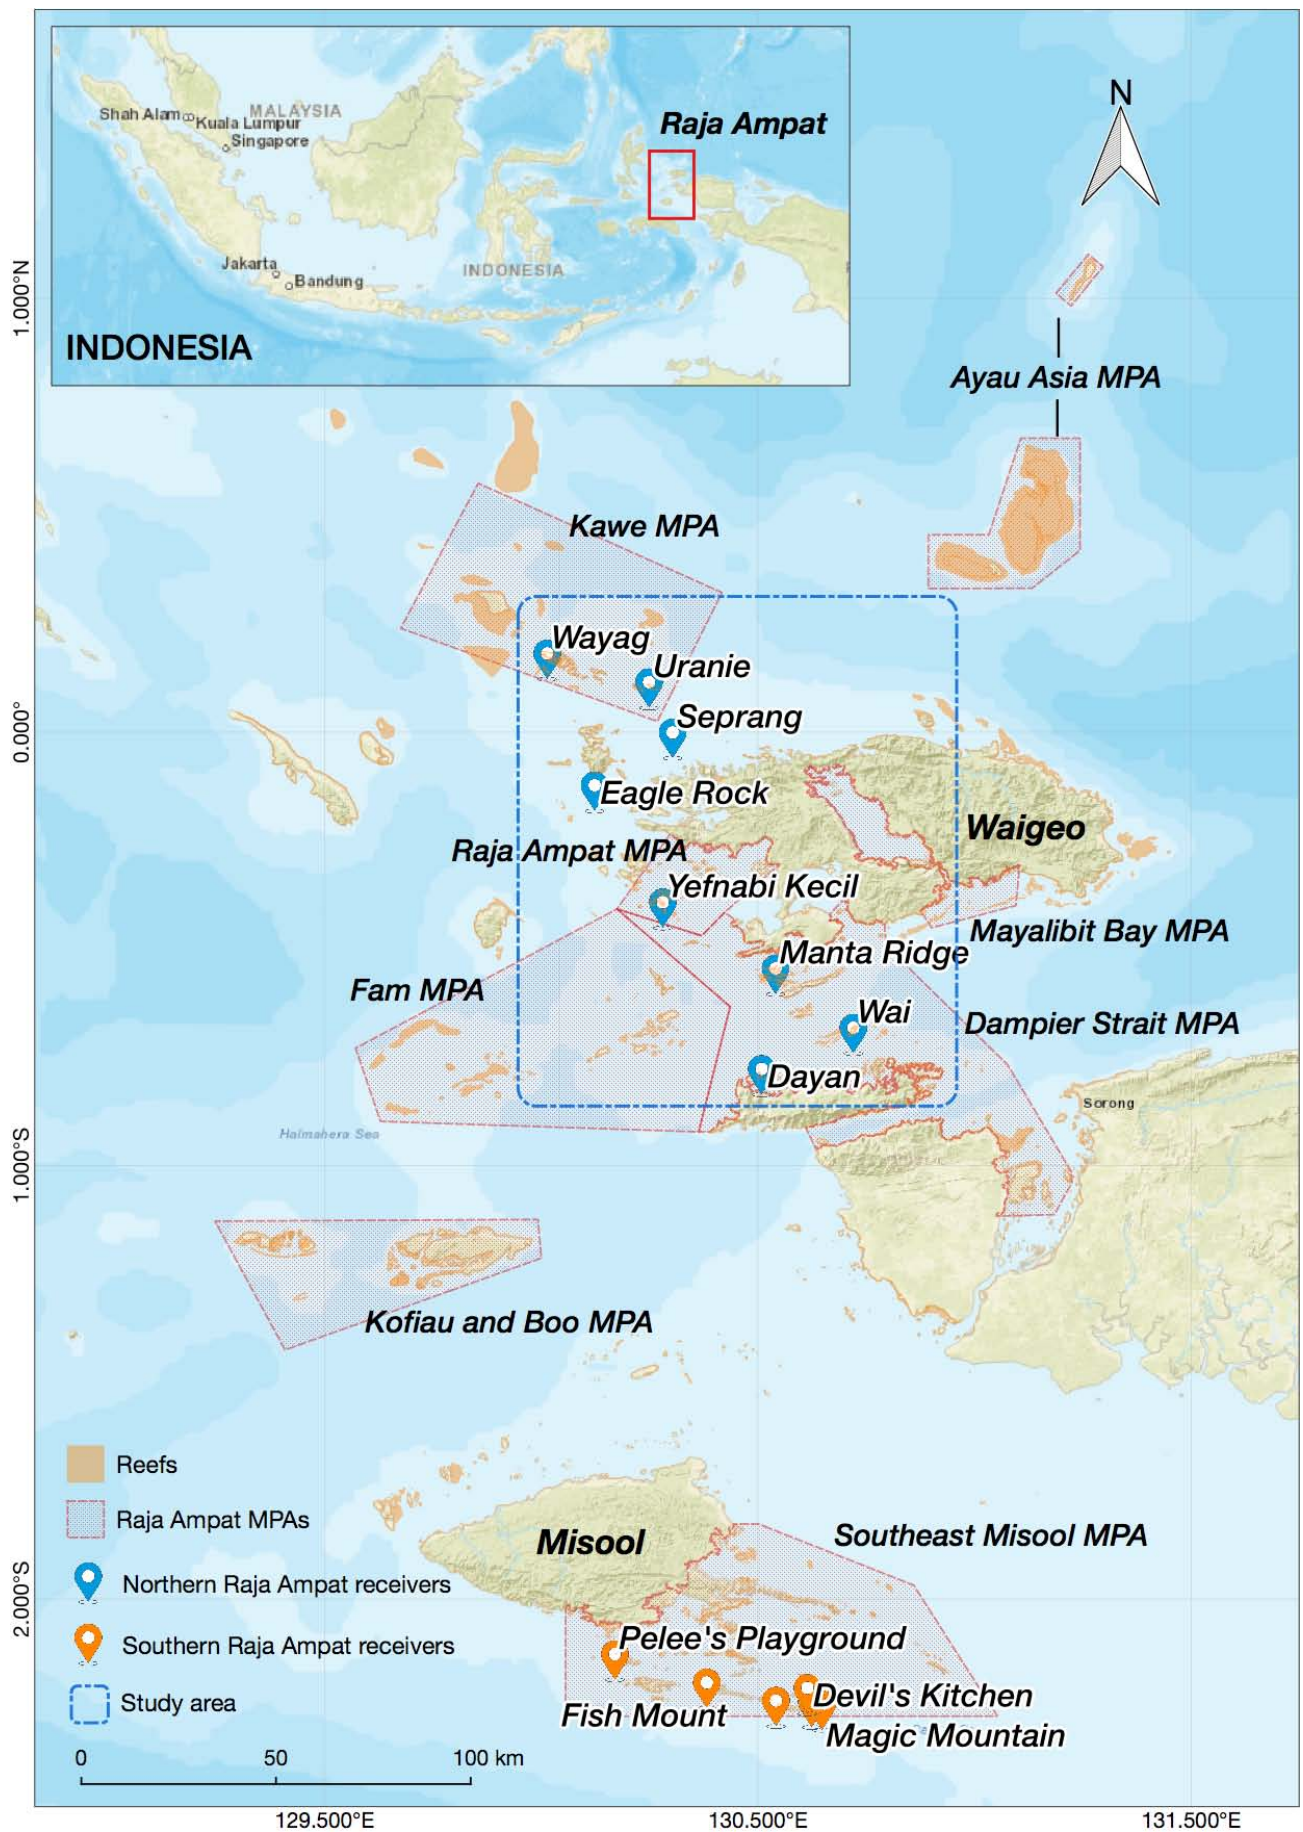 Shah Alam
MALAYSIA
Kuala Lumpur
Singapore
Raja Ampat
Jakarta
Bandung
INDONESIA
INDONESIA
N
1.000°N
Ayau Asia MPA
Kawe MPA
Wayag
Uranie
Seprang
0.000°
Eagle Rock
Waigeo
Raja Ampat MPA
Yefnabi Kecil
Mayalibit Bay MPA
Manta Ridge
Fam MPA
Wai
Dampier Strait MPA
Dayan
Sorong
Halmahera Sea
1.000°S
Kofiau and Boo MPA
Reefs
Raja Ampat MPAs
Northern Raja Ampat receivers
Southern Raja Ampat receivers
Study area
0 50 100 km
Misool
Southeast Misool MPA
2.000°S
Pelee's Playground
Fish Mount
Devil's Kitchen
Magic Mountain
129.500°E 130.500°E 131.500°E